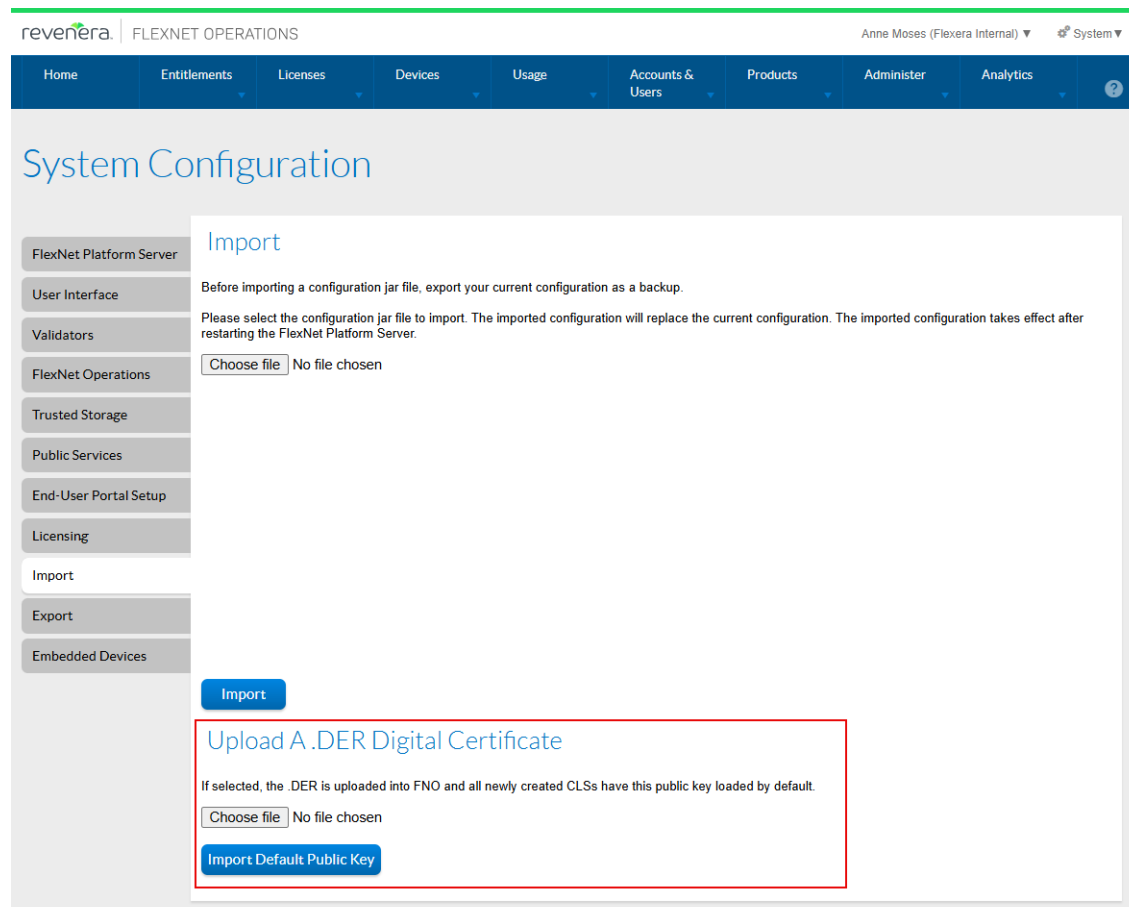 revenera. FLEXNET OPERATIONS
Anne Moses (Flexera Internal) ▼ System ▼
Home Entitlements Licenses Devices Usage Accounts & Users Products Administer Analytics ?
System Configuration
FlexNet Platform Server
User Interface
Validators
FlexNet Operations
Trusted Storage
Public Services
End-User Portal Setup
Licensing
Import
Export
Embedded Devices
Import
Before importing a configuration jar file, export your current configuration as a backup.
Please select the configuration jar file to import. The imported configuration will replace the current configuration. The imported configuration takes effect after
restarting the FlexNet Platform Server.
Choose file No file chosen
Import
Upload A .DER Digital Certificate
If selected, the .DER is uploaded into FNO and all newly created CLSs have this public key loaded by default.
Choose file No file chosen
Import Default Public Key